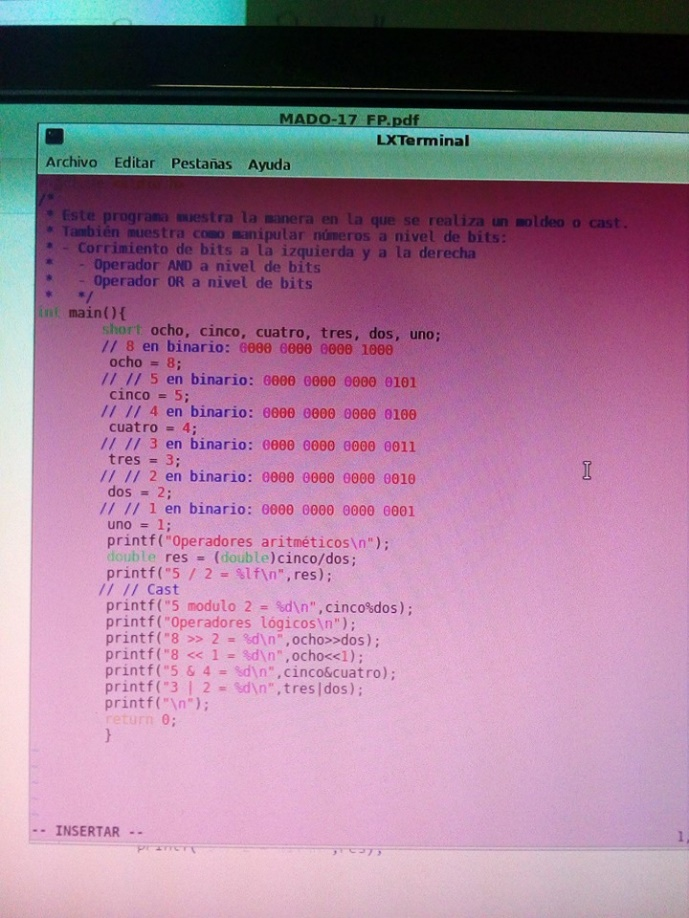 MADO-17_FP.pdf
LXTerminal
Archivo Editar Pestañas Ayuda
/*
* Este programa muestra la manera en la que se realiza un moldeo o cast.
* También muestra como manipular números a nivel de bits:
* - Corrimiento de bits a la izquierda y a la derecha
*   - Operador AND a nivel de bits
*   - Operador OR a nivel de bits
*   */
int main(){
short ocho, cinco, cuatro, tres, dos, uno;
// 8 en binario: 0000 0000 0000 1000
ocho = 8;
// // 5 en binario: 0000 0000 0000 0101
cinco = 5;
// // 4 en binario: 0000 0000 0000 0100
cuatro = 4;
// // 3 en binario: 0000 0000 0000 0011
tres = 3;
// // 2 en binario: 0000 0000 0000 0010
dos = 2;
// // 1 en binario: 0000 0000 0000 0001
uno = 1;
printf("Operadores aritméticos\n");
double res = (double)cinco/dos;
printf("5 / 2 = %lf\n",res);
// // Cast
printf("5 modulo 2 = %d\n",cinco%dos);
printf("Operadores lógicos\n");
printf("8 >> 2 = %d\n",ocho>>dos);
printf("8 << 1 = %d\n",ocho<<1);
printf("5 & 4 = %d\n",cinco&cuatro);
printf("3 | 2 = %d\n",tres|dos);
printf("\n");
return 0;
}
-- INSERTAR -- 1,